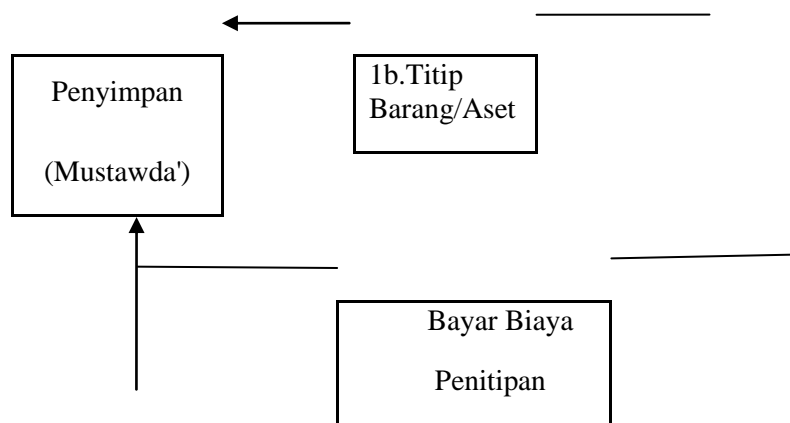 Penyimpan
(Mustawda')
1b.Titip
Barang/Aset
Bayar Biaya
Penitipan